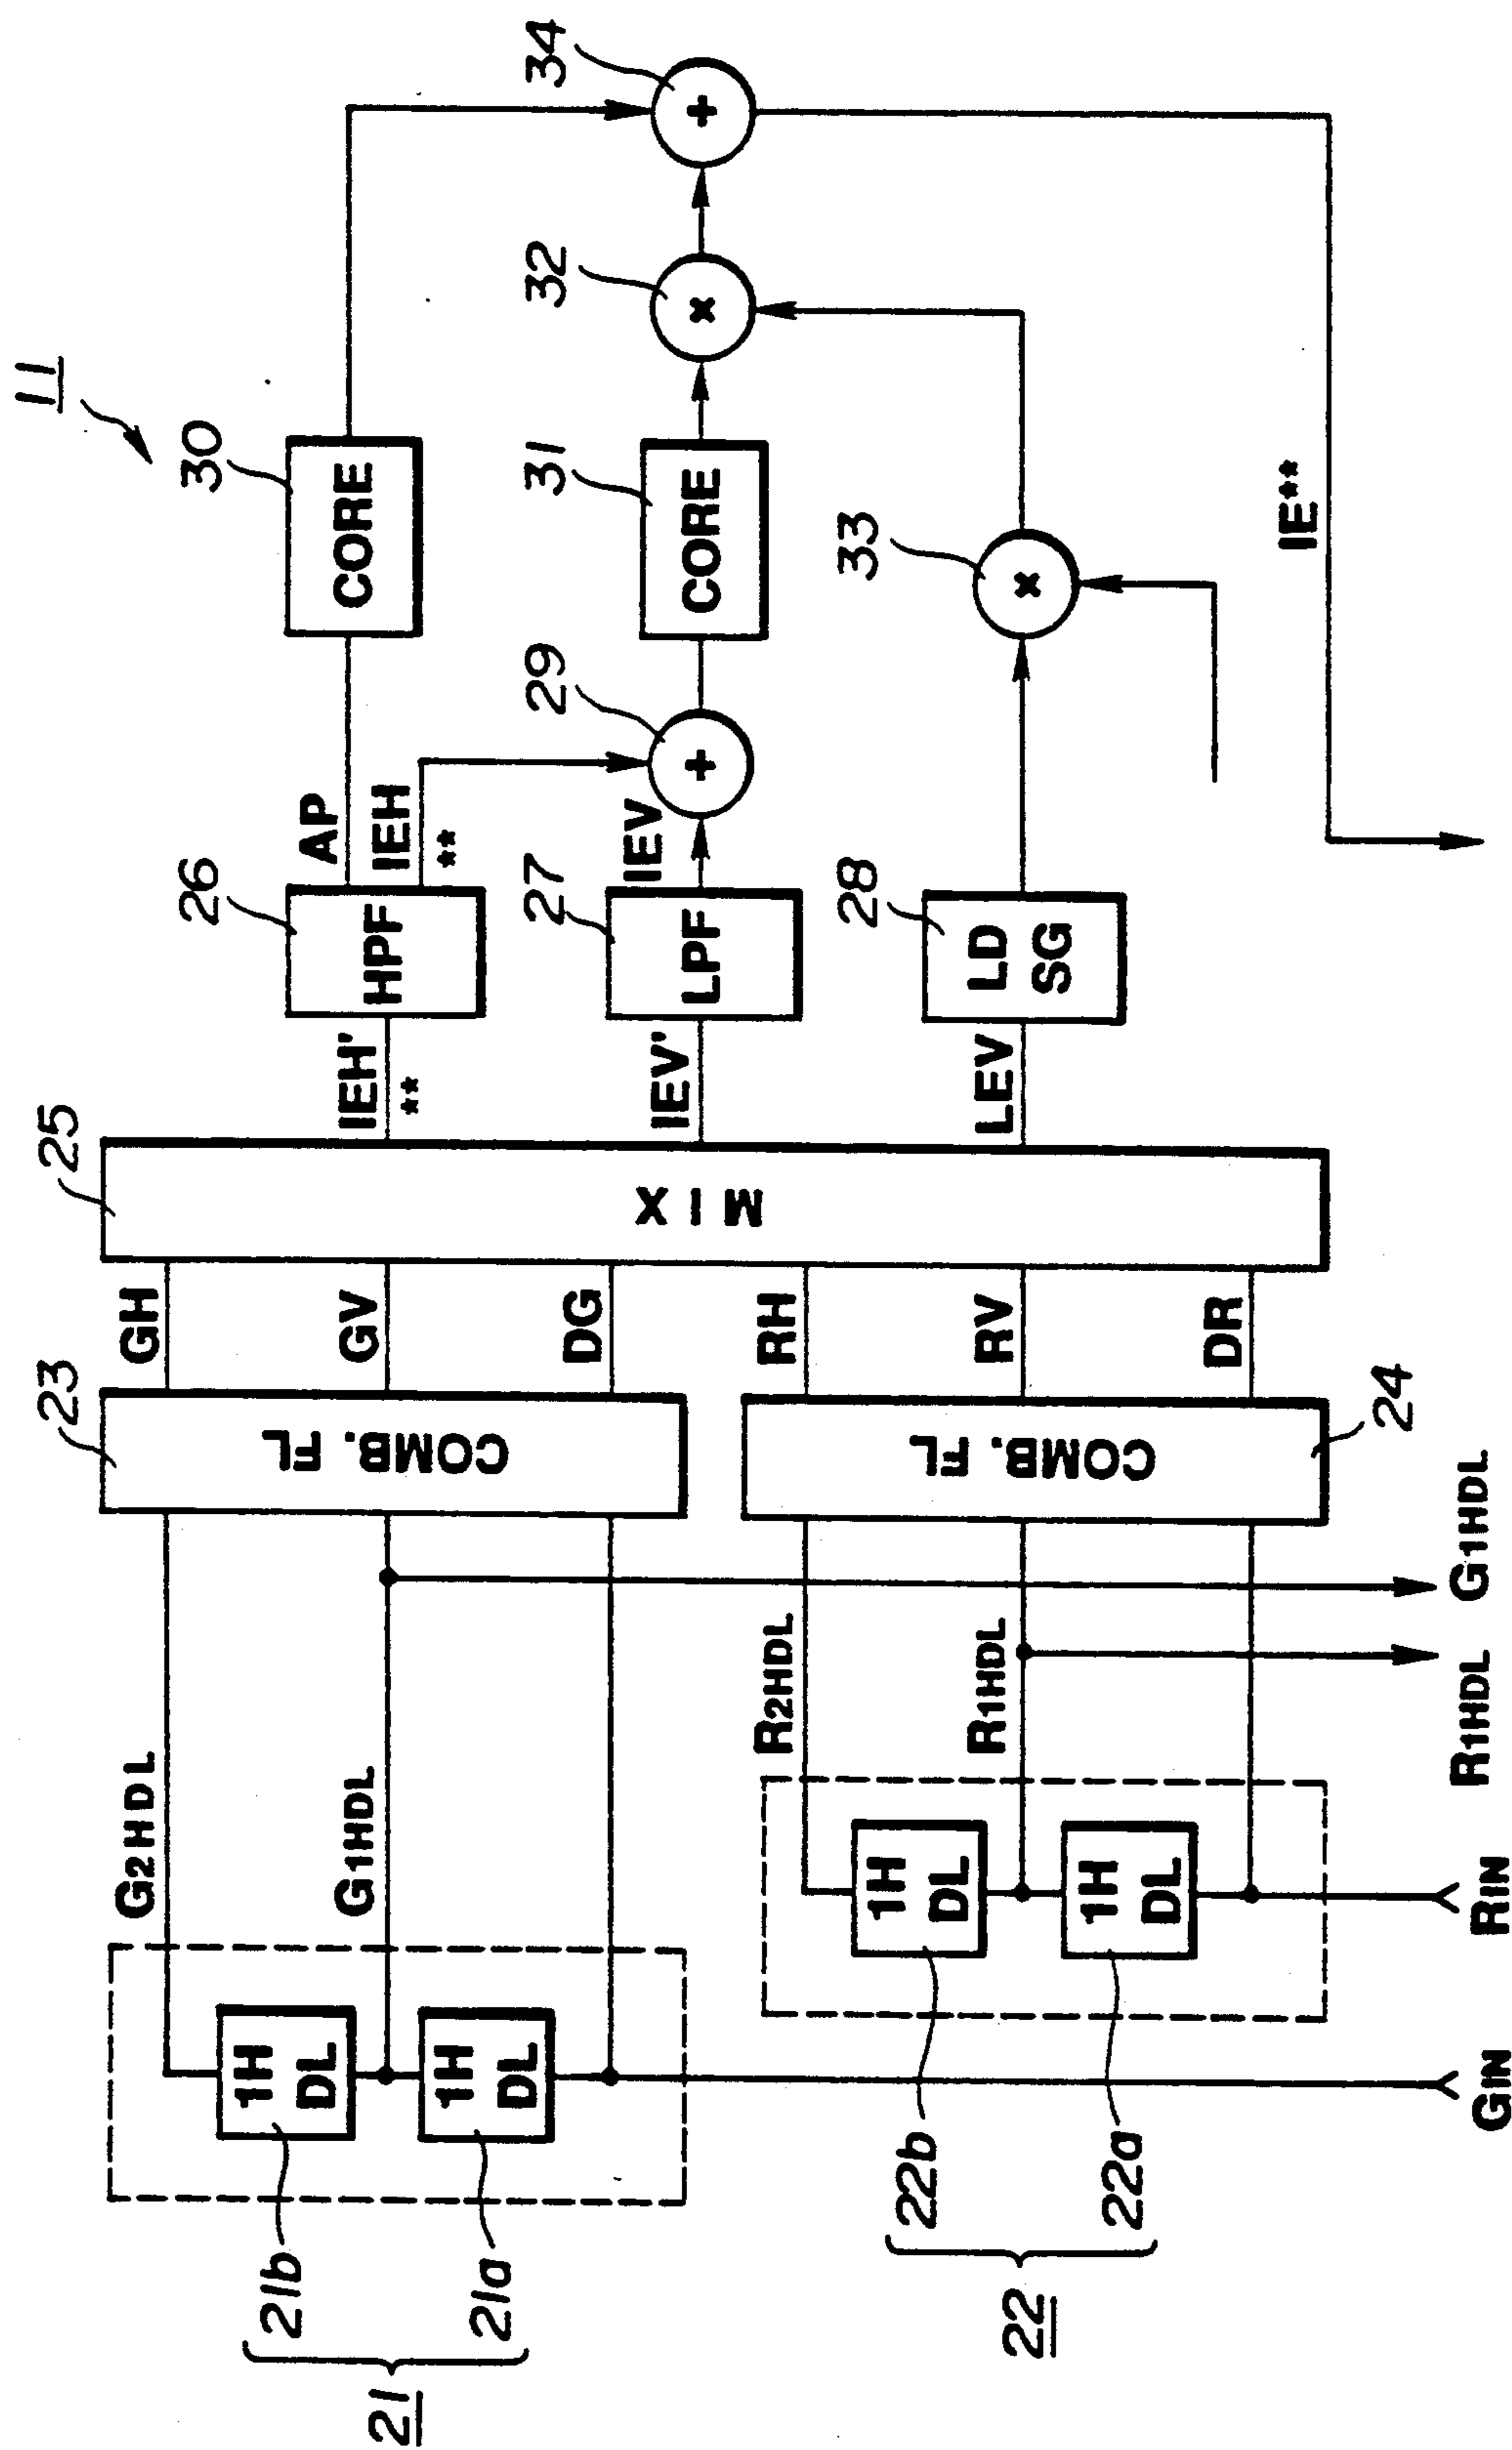 11
21
21b
21a
1H
DL
1H
DL
G2HDL
G1HDL
23
COMB. FL
GH
GV
DG
22
22b
22a
1H
DL
1H
DL
R2HDL
R1HDL
24
COMB. FL
RH
RV
DR
GIN
RIN
R1HDL
G1HDL
25
MIX
IEH'
**
IEV'
LEV
26
HPF
AP
IEH
**
27
LPF
IEV
28
LD
SG
29
+
30
CORE
31
CORE
32
×
33
×
34
+
IE**